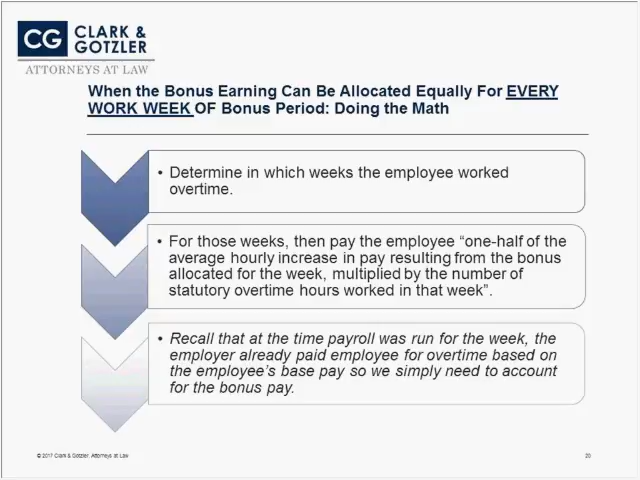 CG CLARK &
GOTZLER
ATTORNEYS AT LAW
When the Bonus Earning Can Be Allocated Equally For EVERY
WORK WEEK OF Bonus Period: Doing the Math
• Determine in which weeks the employee worked
overtime.
• For those weeks, then pay the employee “one-half of the
average hourly increase in pay resulting from the bonus
allocated for the week, multiplied by the number of
statutory overtime hours worked in that week”.
• Recall that at the time payroll was run for the week, the
employer already paid employee for overtime based on
the employee’s base pay so we simply need to account
for the bonus pay.
© 2017 Clark & Gotzler, Attorneys at Law
20